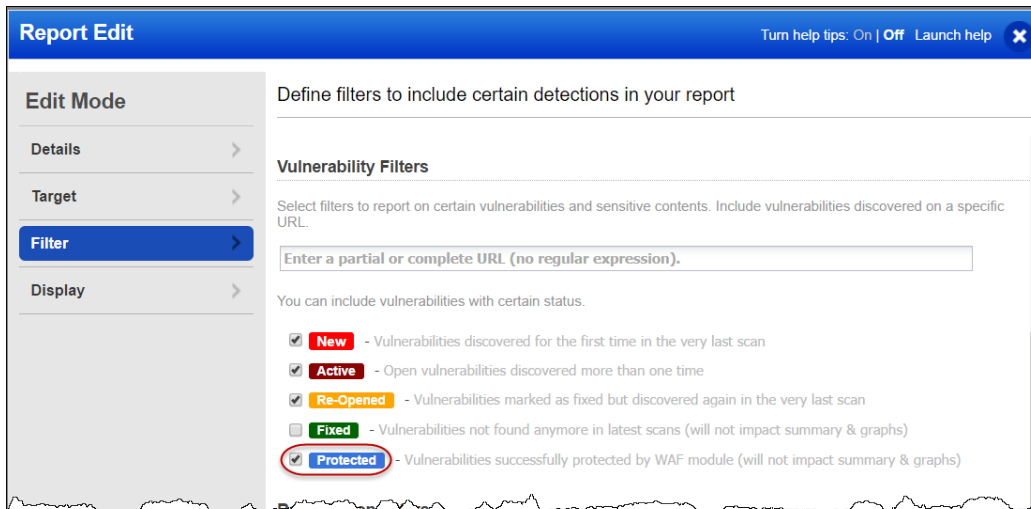 Report Edit
Turn help tips: On | Off Launch help
Edit Mode
Details
Target
Filter
Display
Define filters to include certain detections in your report
Vulnerability Filters
Select filters to report on certain vulnerabilities and sensitive contents. Include vulnerabilities discovered on a specific
URL.
Enter a partial or complete URL (no regular expression).
You can include vulnerabilities with certain status.
New - Vulnerabilities discovered for the first time in the very last scan
Active - Open vulnerabilities discovered more than one time
Re-Opened - Vulnerabilities marked as fixed but discovered again in the very last scan
Fixed - Vulnerabilities not found anymore in latest scans (will not impact summary & graphs)
Protected - Vulnerabilities successfully protected by WAF module (will not impact summary & graphs)